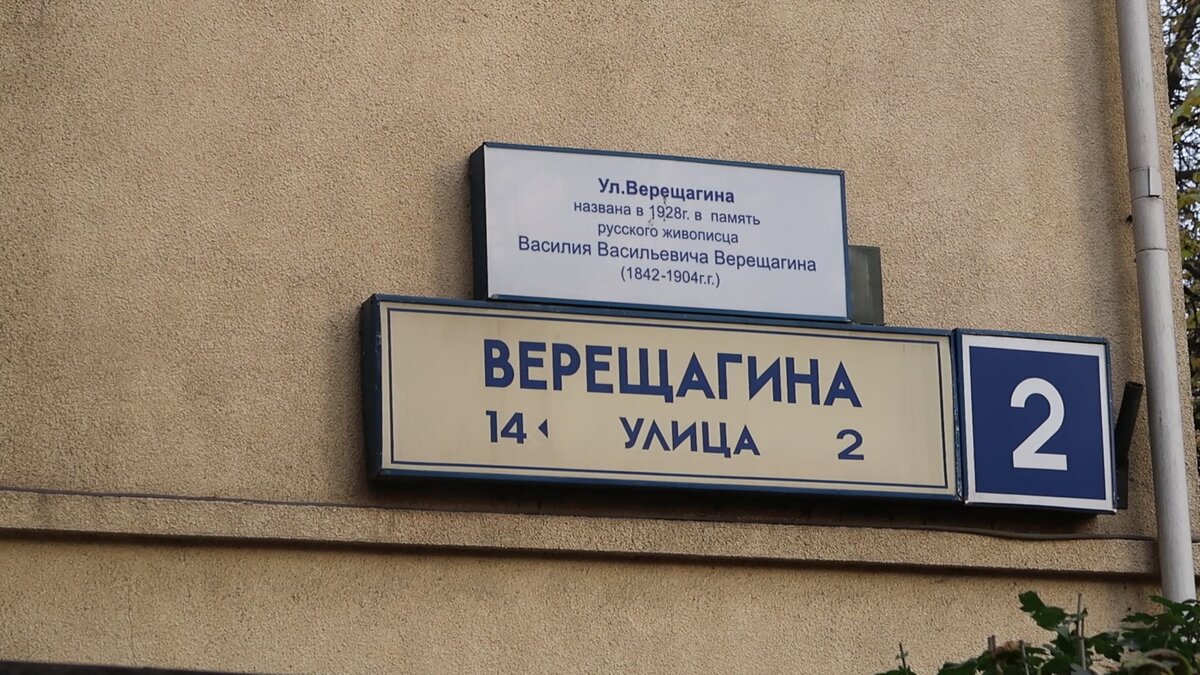 Ул.Верещагина
названа в 1928г. в память
русского живописца
Василия Васильевича Верещагина
(1842-1904г.г.)
ВЕРЕЩАГИНА
14 УЛИЦА 2
2